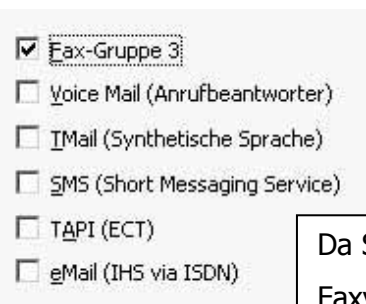 Fax-Gruppe 3
Voice Mail (Anrufbeantworter)
TMail (Synthetische Sprache)
SMS (Short Messaging Service)
TAPI (ECT)
eMail (IHS via ISDN)
Da